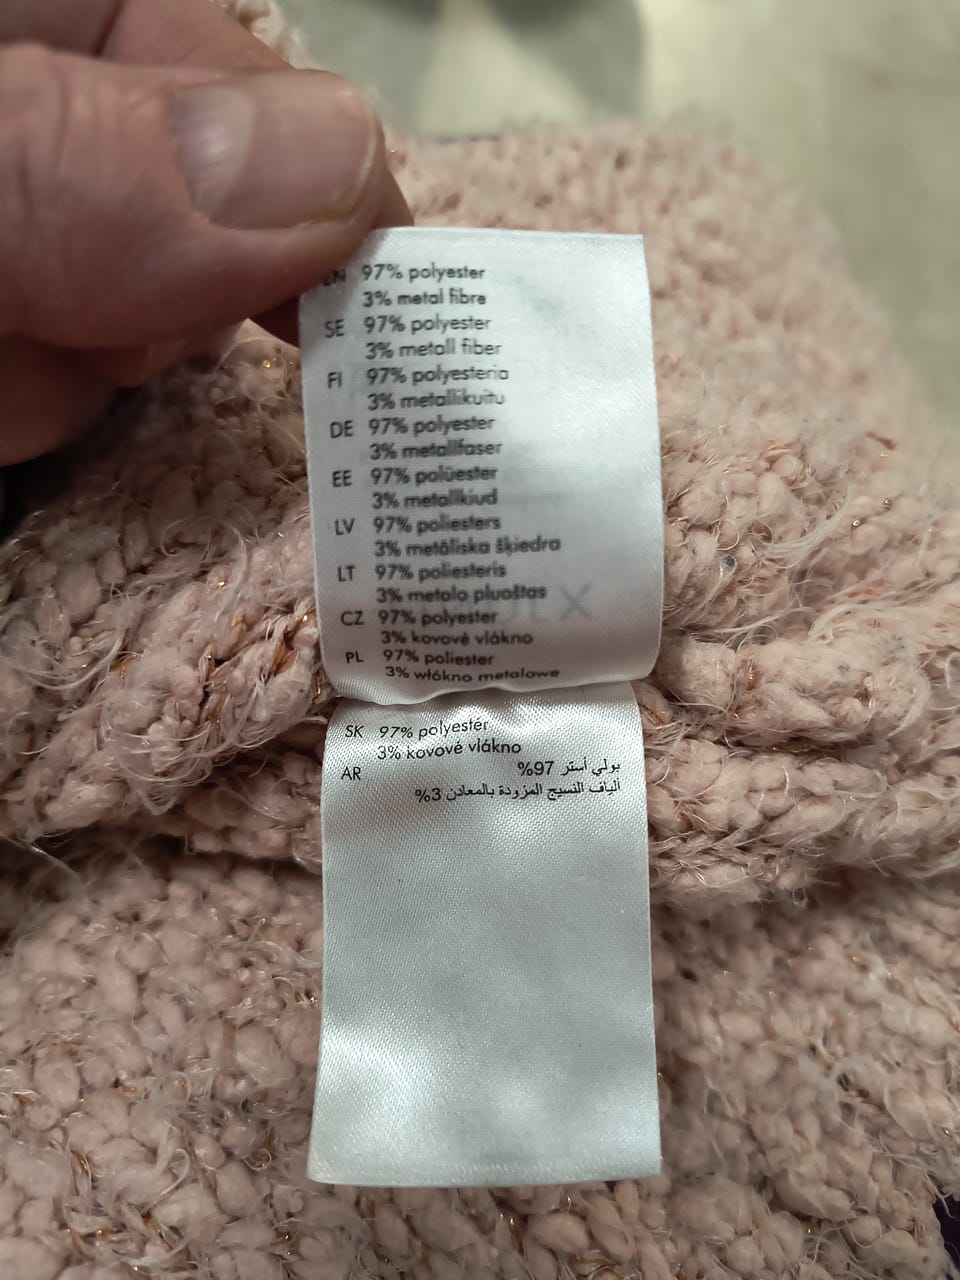 EN 97% polyester
3% metal fibre
SE 97% polyester
3% metall fiber
FI 97% polyesteria
3% metallikuitu
DE 97% polyester
3% metallfaser
EE 97% polüester
3% metallkiud
LV 97% poliesters
3% metāliska šķiedra
LT 97% poliesteris
3% metalo pluoštas
CZ 97% polyester
3% kovové vlákno
PL 97% poliester
3% włókno metalowe
SK 97% polyester
3% kovové vlákno
AR بولي أستر 97%
ألياف النسيج المزودة بالمعادن 3%